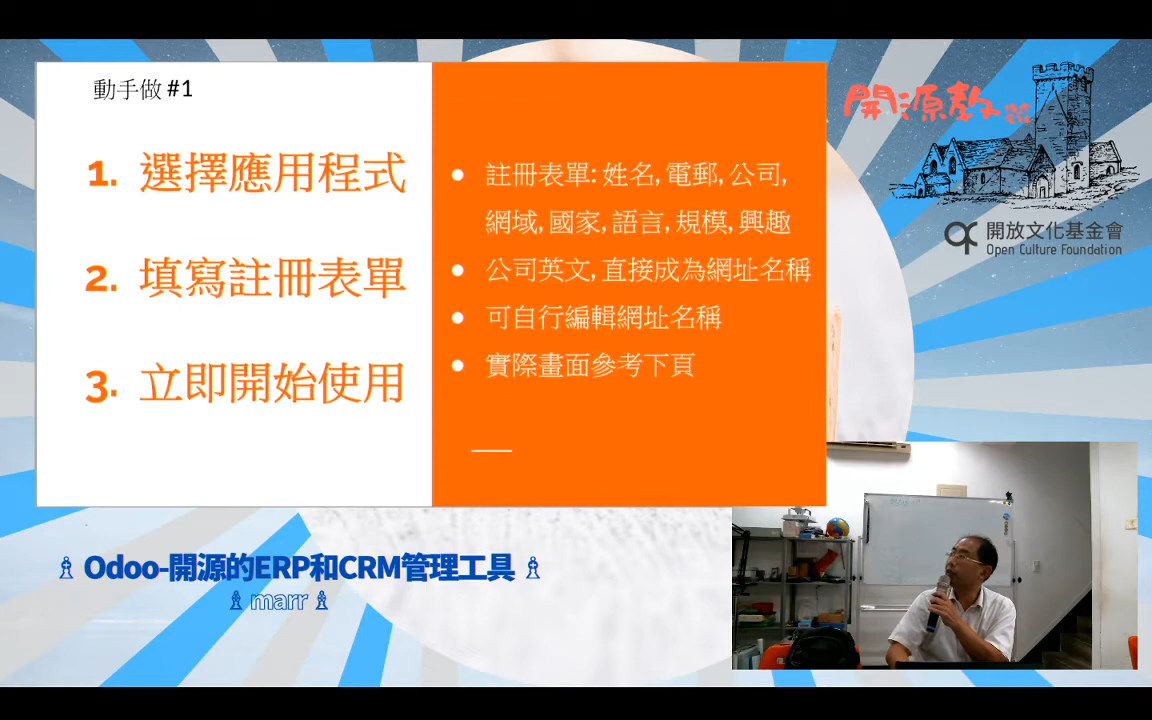 動手做 #1
1. 選擇應用程式
2. 填寫註冊表單
3. 立即開始使用
● 註冊表單: 姓名, 電郵, 公司,
網域, 國家, 語言, 規模, 興趣
● 公司英文, 直接成為網址名稱
● 可自行編輯網址名稱
● 實際畫面參考下頁
開源教
開放文化基金會
Open Culture Foundation
Odoo-開源的ERP和CRM管理工具
marr